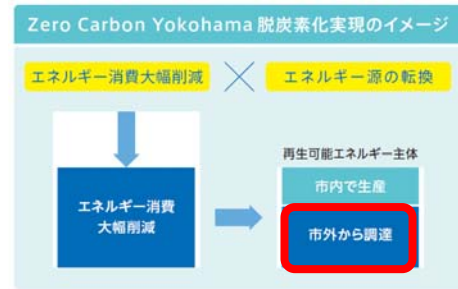 Zero Carbon Yokohama 脱炭素化実現のイメージ
エネルギー消費大幅削減
エネルギー源の転換
再生可能エネルギー主体
エネルギー消費
大幅削減
市内で生産
市外から調達